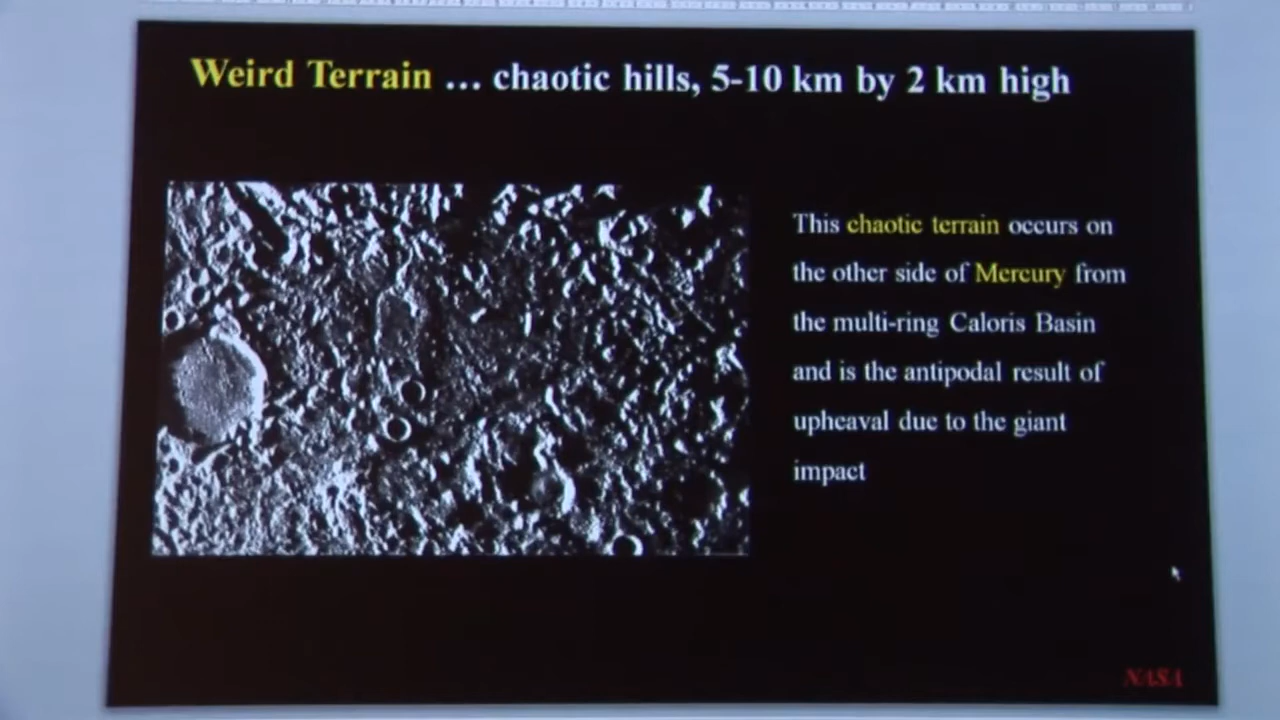 Weird Terrain ... chaotic hills, 5-10 km by 2 km high
This chaotic terrain occurs on
the other side of Mercury from
the multi-ring Caloris Basin
and is the antipodal result of
upheaval due to the giant
impact
NASA